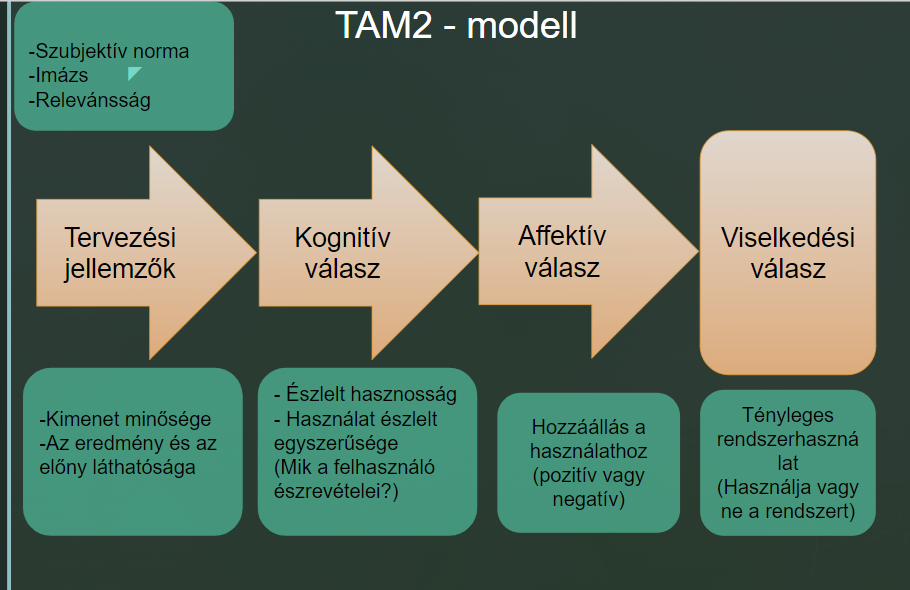 TAM2 - modell
-Szubjektív norma
-Imázs
-Relevánsság
Tervezési
jellemzők
Kognitív
válasz
Affektív
válasz
Viselkedési
válasz
-Kimenet minősége
-Az eredmény és az
előny láthatósága
- Észlelt hasznosság
- Használat észlelt
egyszerűsége
(Mik a felhasználó
észrevételei?)
Hozzáállás a
használathoz
(pozitív vagy
negatív)
Tényleges
rendszerhaszná
lat
(Használja vagy
ne a rendszert)